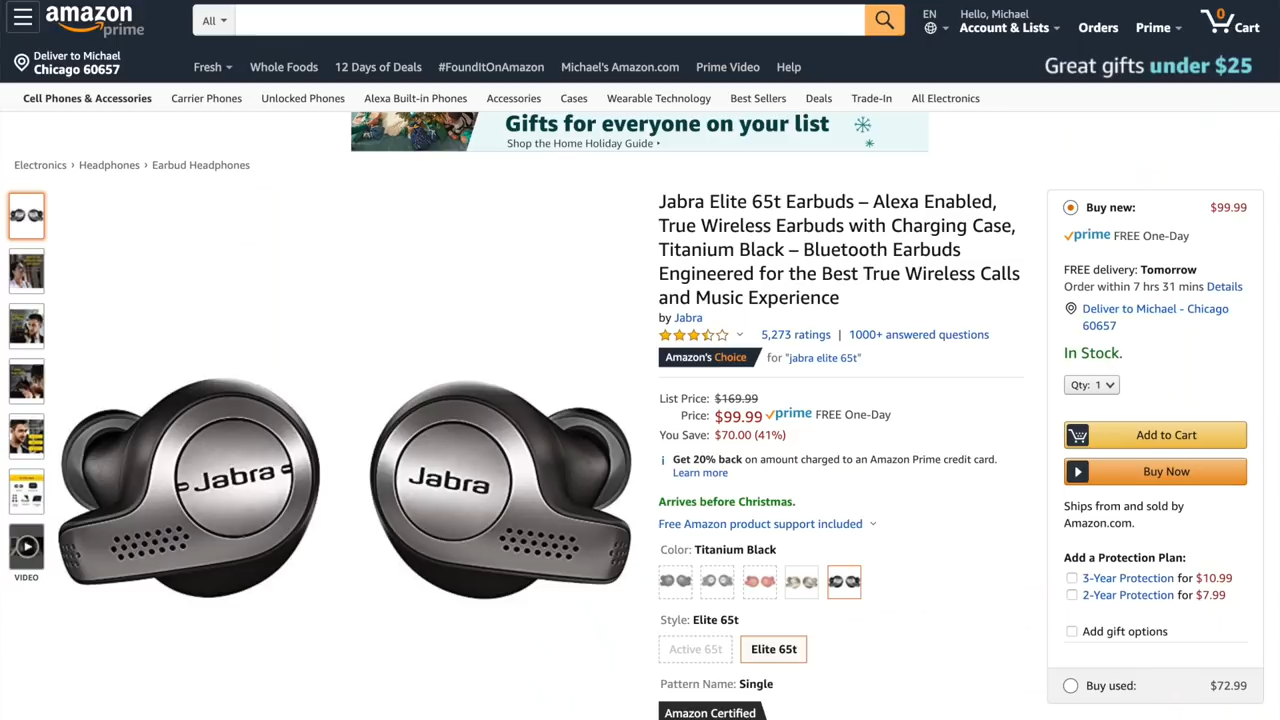 amazon
prime
All
EN
Hello, Michael
Account & Lists
Orders
Prime
0
Cart
Deliver to Michael
Chicago 60657
Fresh
Whole Foods
12 Days of Deals
#FoundItOnAmazon
Michael's Amazon.com
Prime Video
Help
Great gifts under $25
Cell Phones & Accessories
Carrier Phones
Unlocked Phones
Alexa Built-in Phones
Accessories
Cases
Wearable Technology
Best Sellers
Deals
Trade-In
All Electronics
Gifts for everyone on your list
Shop the Home Holiday Guide ▸
Electronics › Headphones › Earbud Headphones
VIDEO
Jabra
Jabra
Jabra Elite 65t Earbuds – Alexa Enabled,
True Wireless Earbuds with Charging Case,
Titanium Black – Bluetooth Earbuds
Engineered for the Best True Wireless Calls
and Music Experience
by Jabra
5,273 ratings | 1000+ answered questions
Amazon's Choice for "jabra elite 65t"
List Price: $169.99
Price: $99.99 prime FREE One-Day
You Save: $70.00 (41%)
Get 20% back on amount charged to an Amazon Prime credit card.
Learn more
Arrives before Christmas.
Free Amazon product support included
Color: Titanium Black
Style: Elite 65t
Active 65t
Elite 65t
Pattern Name: Single
Amazon Certified
Buy new: $99.99
prime FREE One-Day
FREE delivery: Tomorrow
Order within 7 hrs 31 mins Details
Deliver to Michael - Chicago
60657
In Stock.
Qty: 1
Add to Cart
Buy Now
Ships from and sold by
Amazon.com.
Add a Protection Plan:
3-Year Protection for $10.99
2-Year Protection for $7.99
Add gift options
Buy used: $72.99